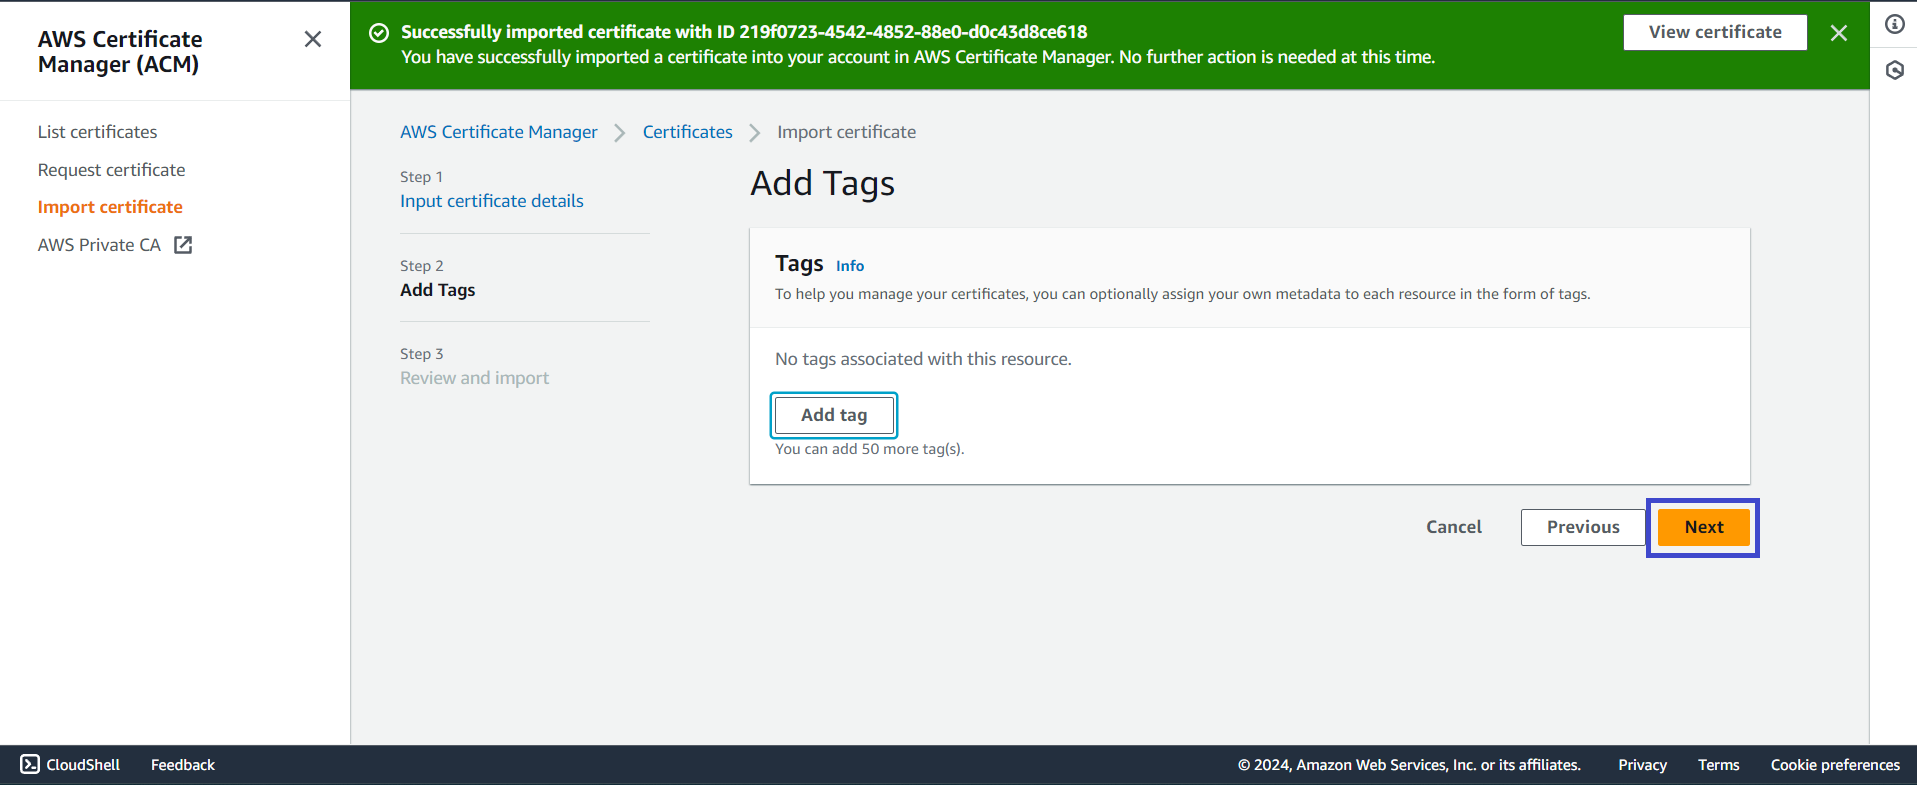 AWS Certificate
Manager (ACM)
List certificates
Request certificate
Import certificate
AWS Private CA
Successfully imported certificate with ID 219f0723-4542-4852-88e0-d0c43d8ce618
You have successfully imported a certificate into your account in AWS Certificate Manager. No further action is needed at this time.
View certificate
AWS Certificate Manager
Certificates
Import certificate
Step 1
Input certificate details
Step 2
Add Tags
Step 3
Review and import
Add Tags
Tags Info
To help you manage your certificates, you can optionally assign your own metadata to each resource in the form of tags.
No tags associated with this resource.
Add tag
You can add 50 more tag(s).
Cancel
Previous
Next
CloudShell
Feedback
© 2024, Amazon Web Services, Inc. or its affiliates.
Privacy
Terms
Cookie preferences